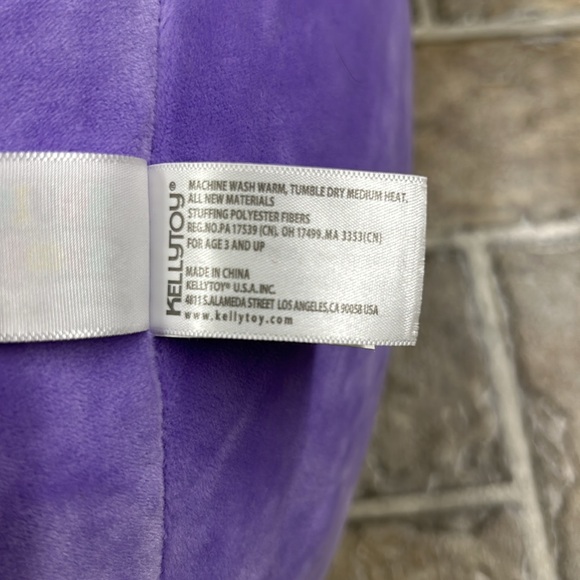 KELLYTOY®
MACHINE WASH WARM, TUMBLE DRY MEDIUM HEAT.
ALL NEW MATERIALS
STUFFING POLYESTER FIBERS
REG.NO.PA 17539 (CN). OH 17499 .MA 3353(CN)
FOR AGE 3 AND UP
MADE IN CHINA
KELLYTOY® U.S.A. INC.
4811 S.ALAMEDA STREET LOS ANGELES,CA 90058 USA
www.kellytoy.com